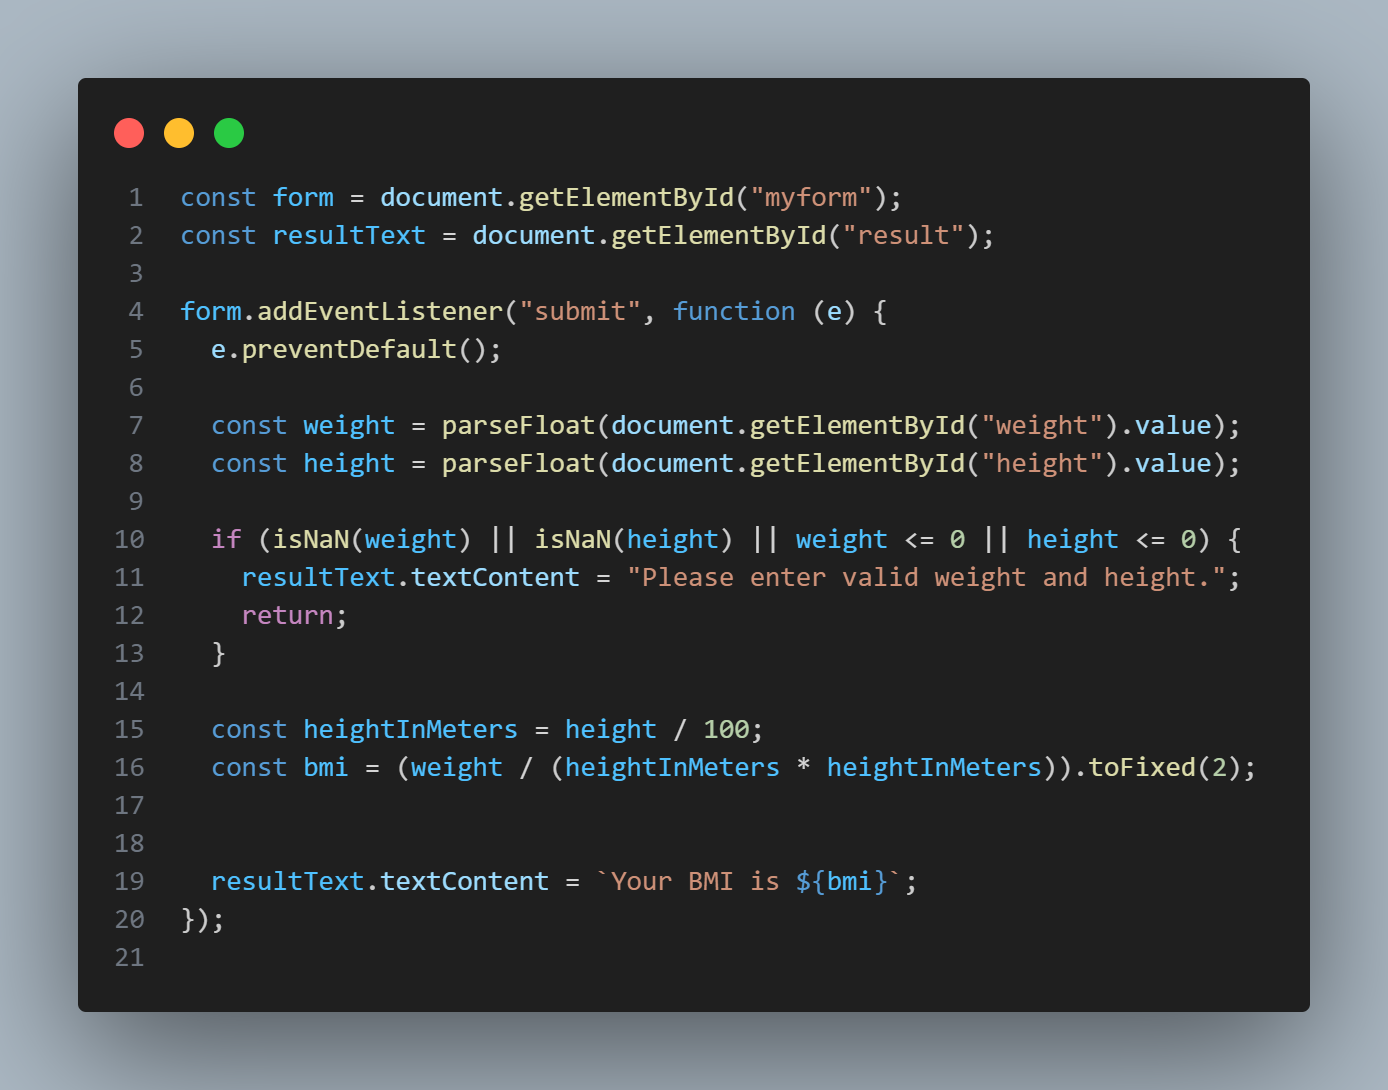 1 const form = document.getElementById("myform");
2 const resultText = document.getElementById("result");
3
4 form.addEventListener("submit", function (e) {
5   e.preventDefault();
6
7   const weight = parseFloat(document.getElementById("weight").value);
8   const height = parseFloat(document.getElementById("height").value);
9
10   if (isNaN(weight) || isNaN(height) || weight <= 0 || height <= 0) {
11     resultText.textContent = "Please enter valid weight and height.";
12     return;
13   }
14
15   const heightInMeters = height / 100;
16   const bmi = (weight / (heightInMeters * heightInMeters)).toFixed(2);
17
18
19   resultText.textContent = `Your BMI is ${bmi}`;
20 });
21